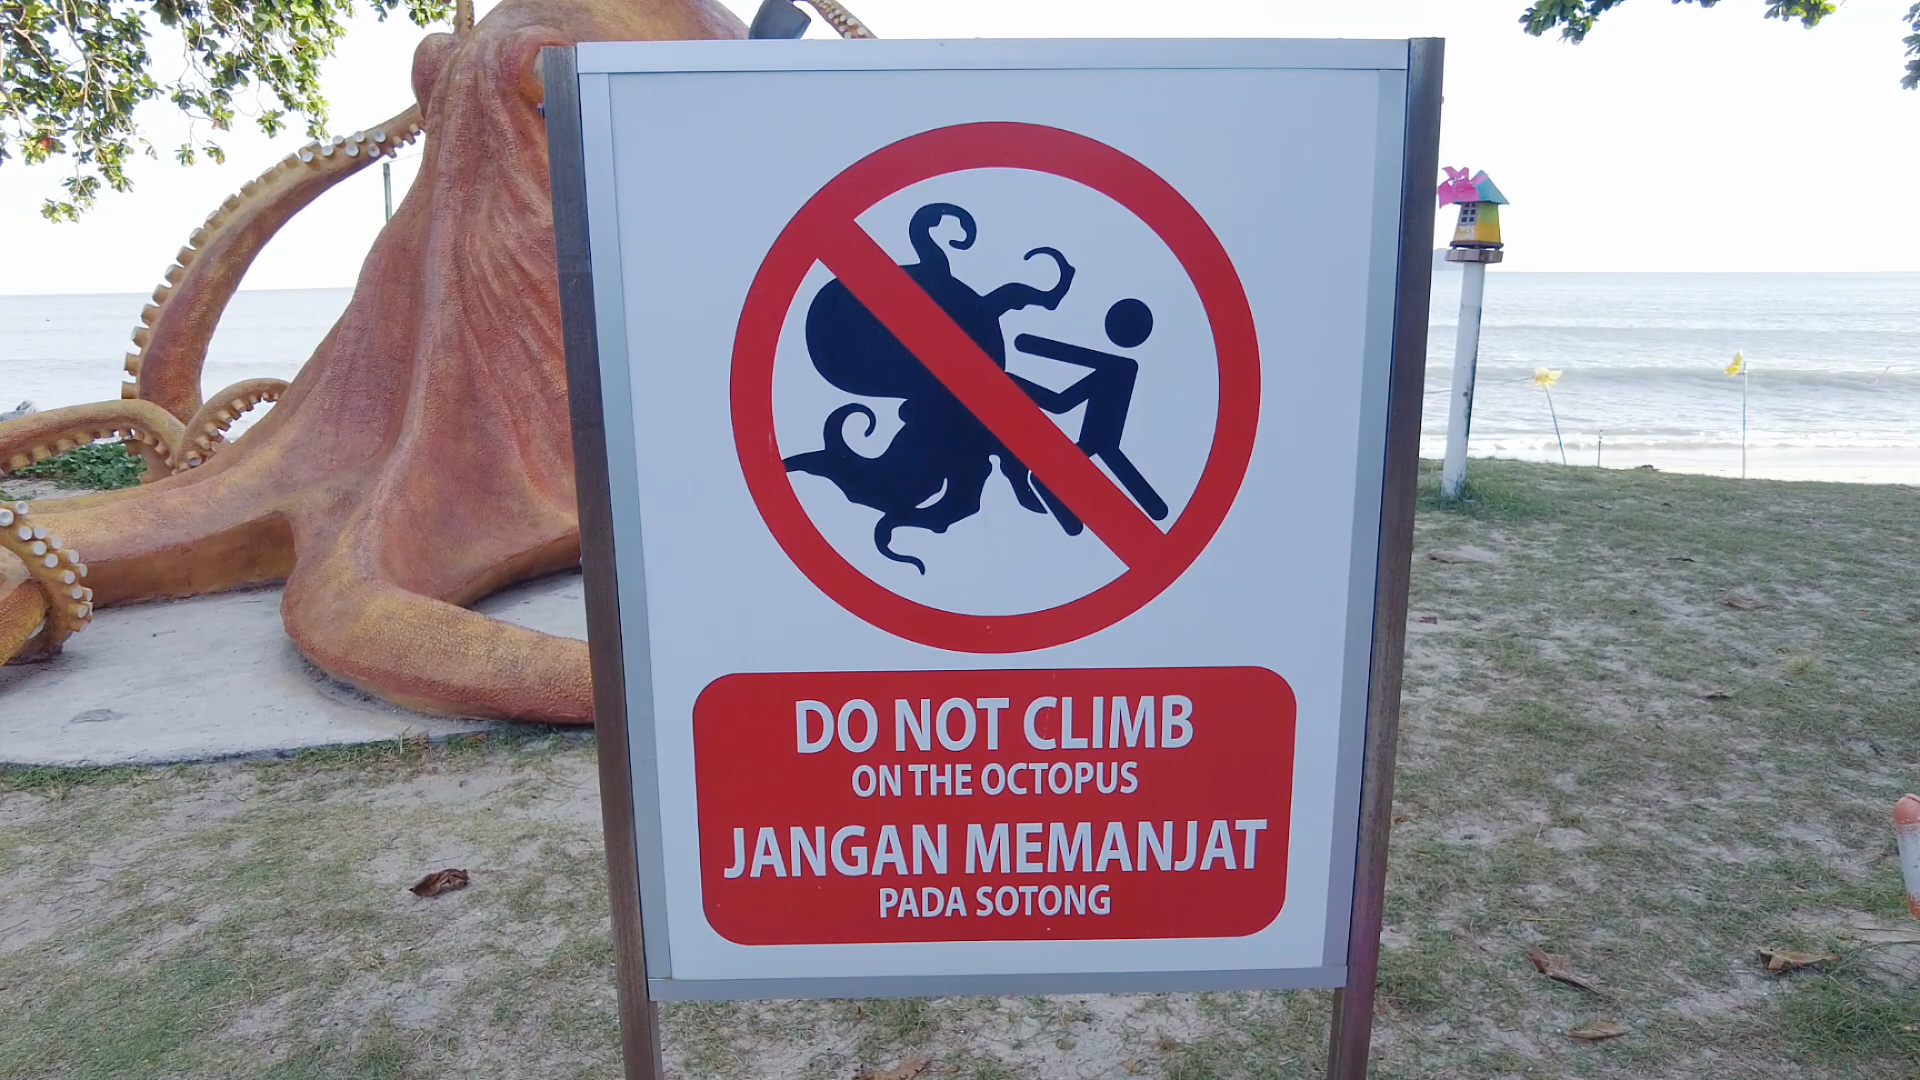 DO NOT CLIMB
ON THE OCTOPUS
JANGAN MEMANJAT
PADA SOTONG